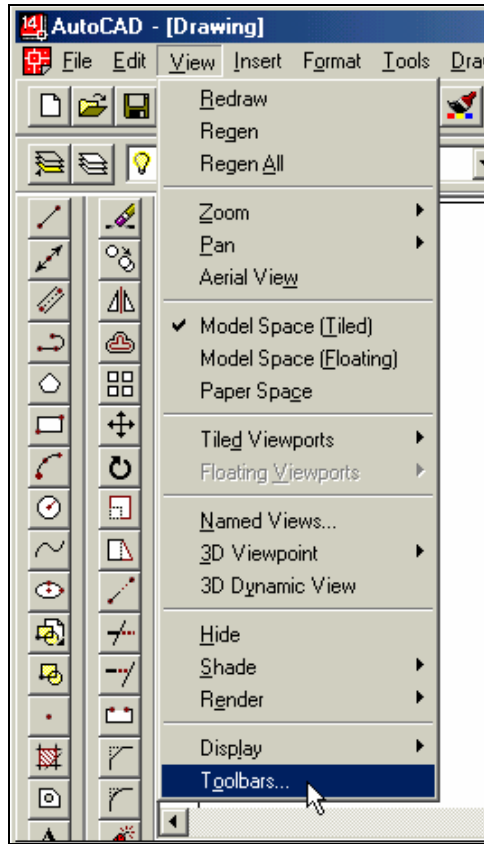 14 AutoCAD - [Drawing]
File Edit View Insert Format Tools
Redraw
Regen
Regen All
Zoom
Pan
Aerial View
Model Space (Tiled)
Model Space (Floating)
Paper Space
Tiled Viewports
Floating Viewports
Named Views...
3D Viewpoint
3D Dynamic View
Hide
Shade
Render
Display
Toolbars...
A